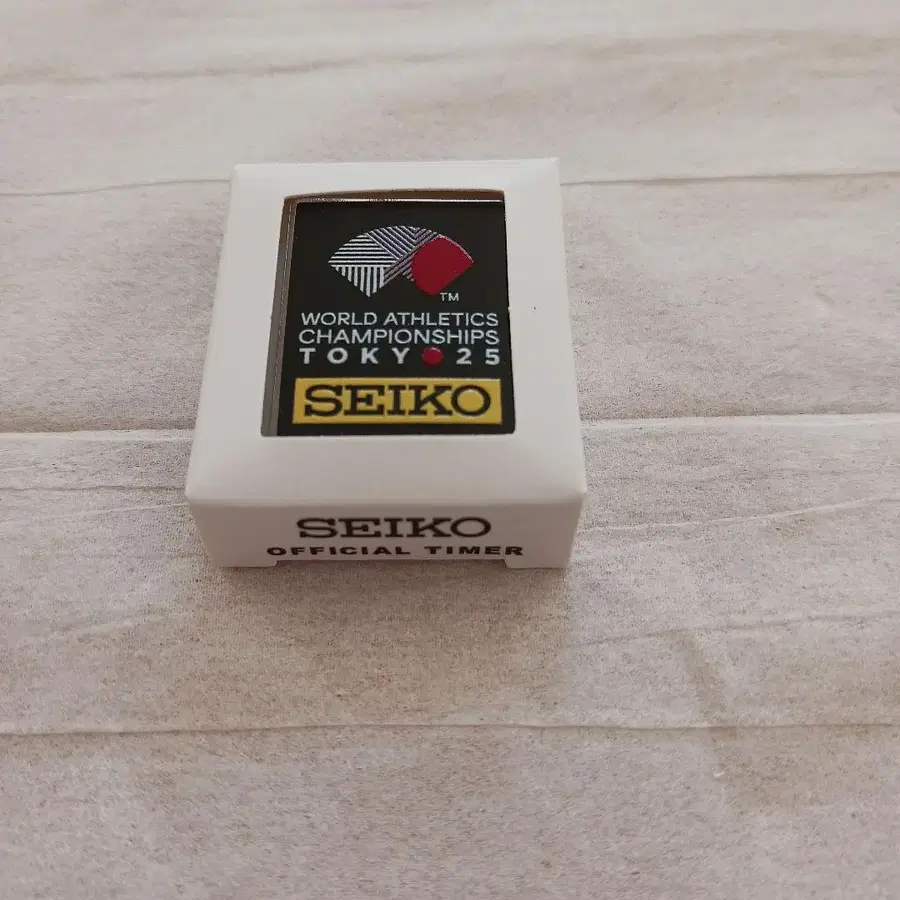 TM
WORLD ATHLETICS
CHAMPIONSHIPS
TOKY 25
SEIKO
SEIKO
OFFICIAL TIMER